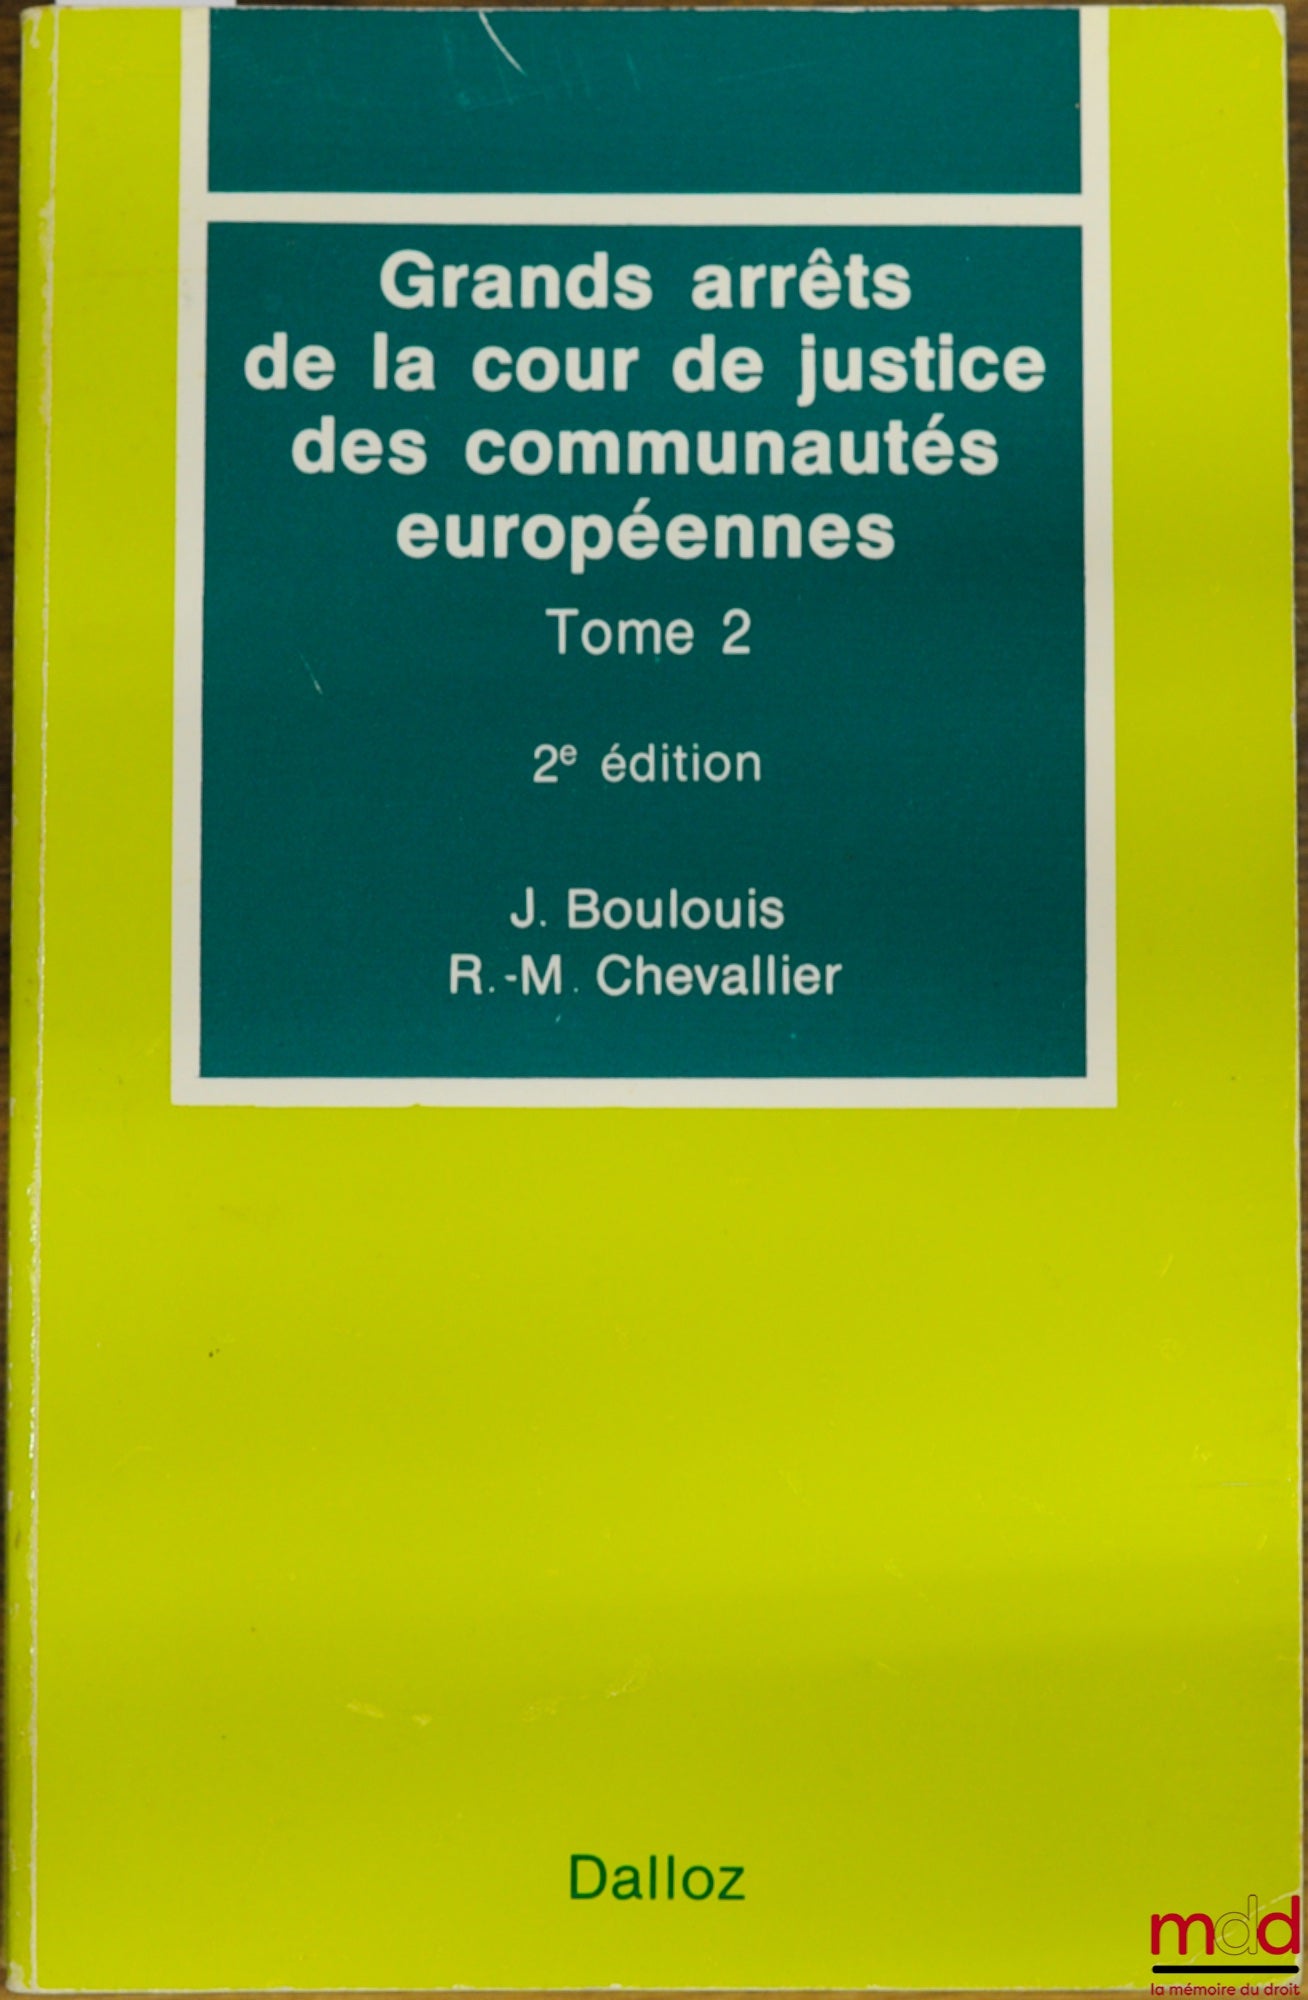 Grands arrêts
de la cour de justice
des communautés
européennes
Tome 2
2e édition
J. Boulouis
R.-M. Chevallier
Dalloz
mdd
la mémoire du droit